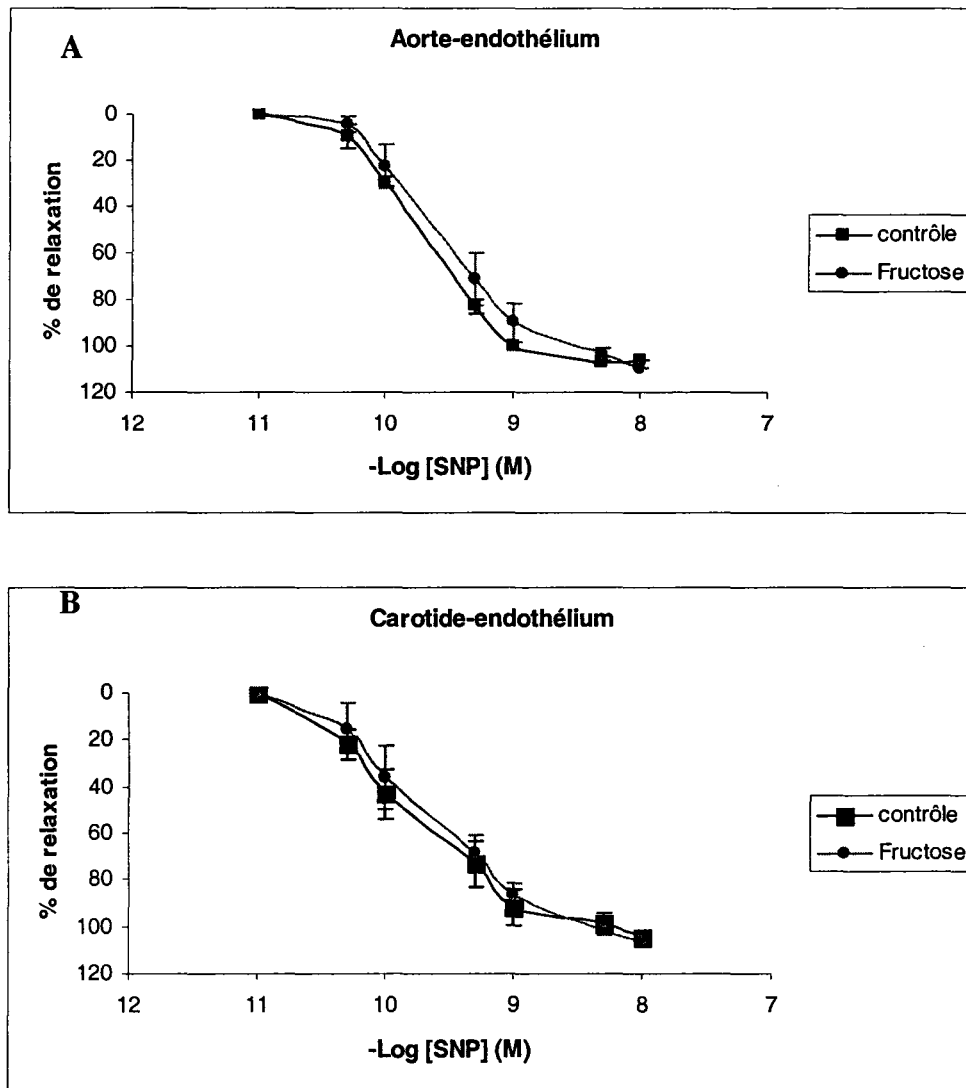 A
Aorte-endothélium
0
20
40
60
80
100
120
% de relaxation
12 11 10 9 8 7
-Log [SNP] (M)
contrôle
Fructose
B
Carotide-endothélium
0
20
40
60
80
100
120
% de relaxation
12 11 10 9 8 7
-Log [SNP] (M)
contrôle
Fructose